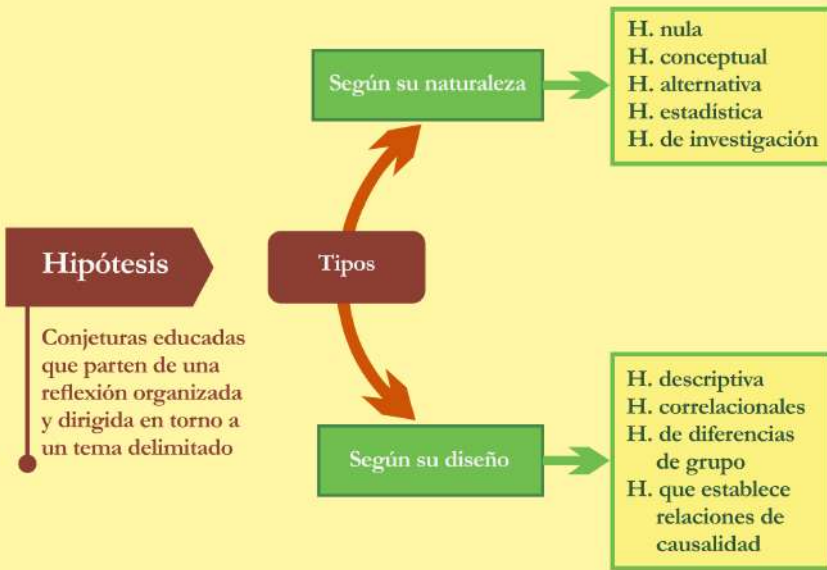 Hipótesis
Conjeturas educadas
que parten de una
reflexión organizada
y dirigida en torno a
un tema delimitado
Tipos
Según su naturaleza
H. nula
H. conceptual
H. alternativa
H. estadística
H. de investigación
Según su diseño
H. descriptiva
H. correlacionales
H. de diferencias
de grupo
H. que establece
relaciones de
causalidad